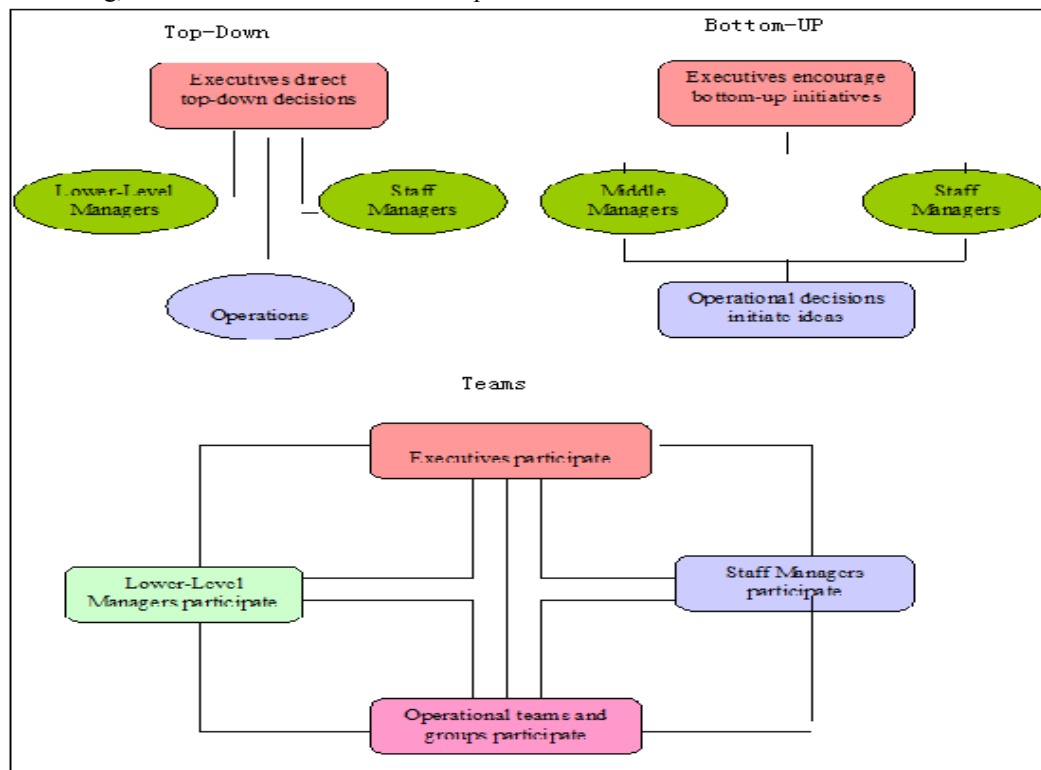 Top-Down
Bottom-UP
Executives direct
top-down decisions
Executives encourage
bottom-up initiatives
Lower-Level
Managers
Staff
Managers
Middle
Managers
Staff
Managers
Operations
Operational decisions
initiate ideas
Teams
Executives participate
Lower-Level
Managers participate
Staff Managers
participate
Operational teams and
groups participate